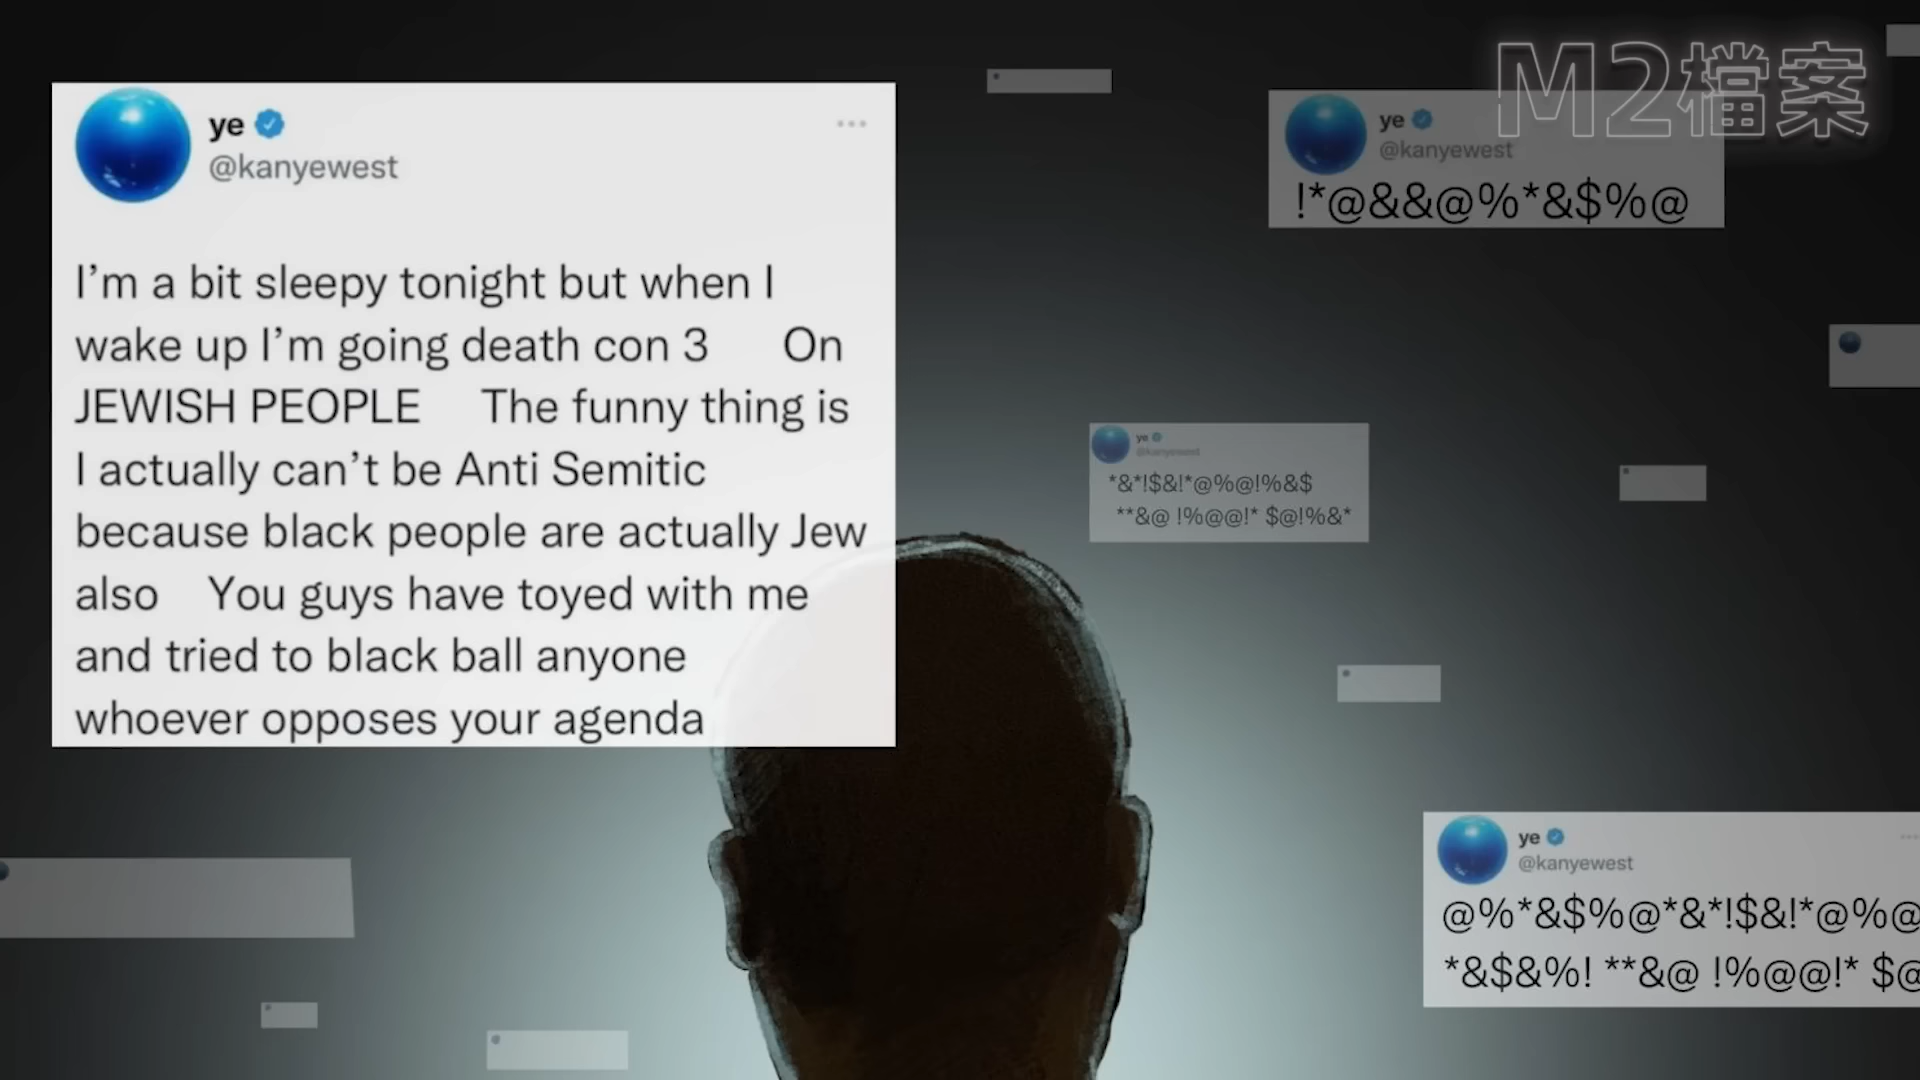 M2檔案
ye
@kanyewest
I’m a bit sleepy tonight but when I
wake up I’m going death con 3 On
JEWISH PEOPLE The funny thing is
I actually can’t be Anti Semitic
because black people are actually Jew
also You guys have toyed with me
and tried to black ball anyone
whoever opposes your agenda
ye
@kanyewest
!*@&&@%*&$%@
ye
@kanyewest
*&*!$&!*@%@!%&$
**&@ !%@@!* $@!%&*
ye
@kanyewest
@%*&$%@*&*!$&!*@%@
*&$&%! **&@ !%@@!* $@